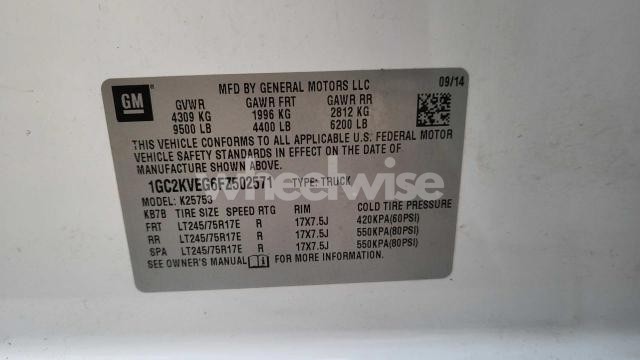 GM
MFD BY GENERAL MOTORS LLC
09/14
GVWR GAWR FRT GAWR RR
4309 KG 1996 KG 2812 KG
9500 LB 4400 LB 6200 LB
THIS VEHICLE CONFORMS TO ALL APPLICABLE U.S. FEDERAL MOTOR
VEHICLE SAFETY STANDARDS IN EFFECT ON THE DATE OF
MANUFACTURE SHOWN ABOVE.
1GC2KVEG6FZ502571 TYPE: TRUCK
MODEL: K25753
KB7B TIRE SIZE SPEED RTG RIM COLD TIRE PRESSURE
FRT LT245/75R17E R 17X7.5J 420KPA(60PSI)
RR LT245/75R17E R 17X7.5J 550KPA(80PSI)
SPA LT245/75R17E R 17X7.5J 550KPA(80PSI)
SEE OWNER'S MANUAL FOR MORE INFORMATION.
wheelwise